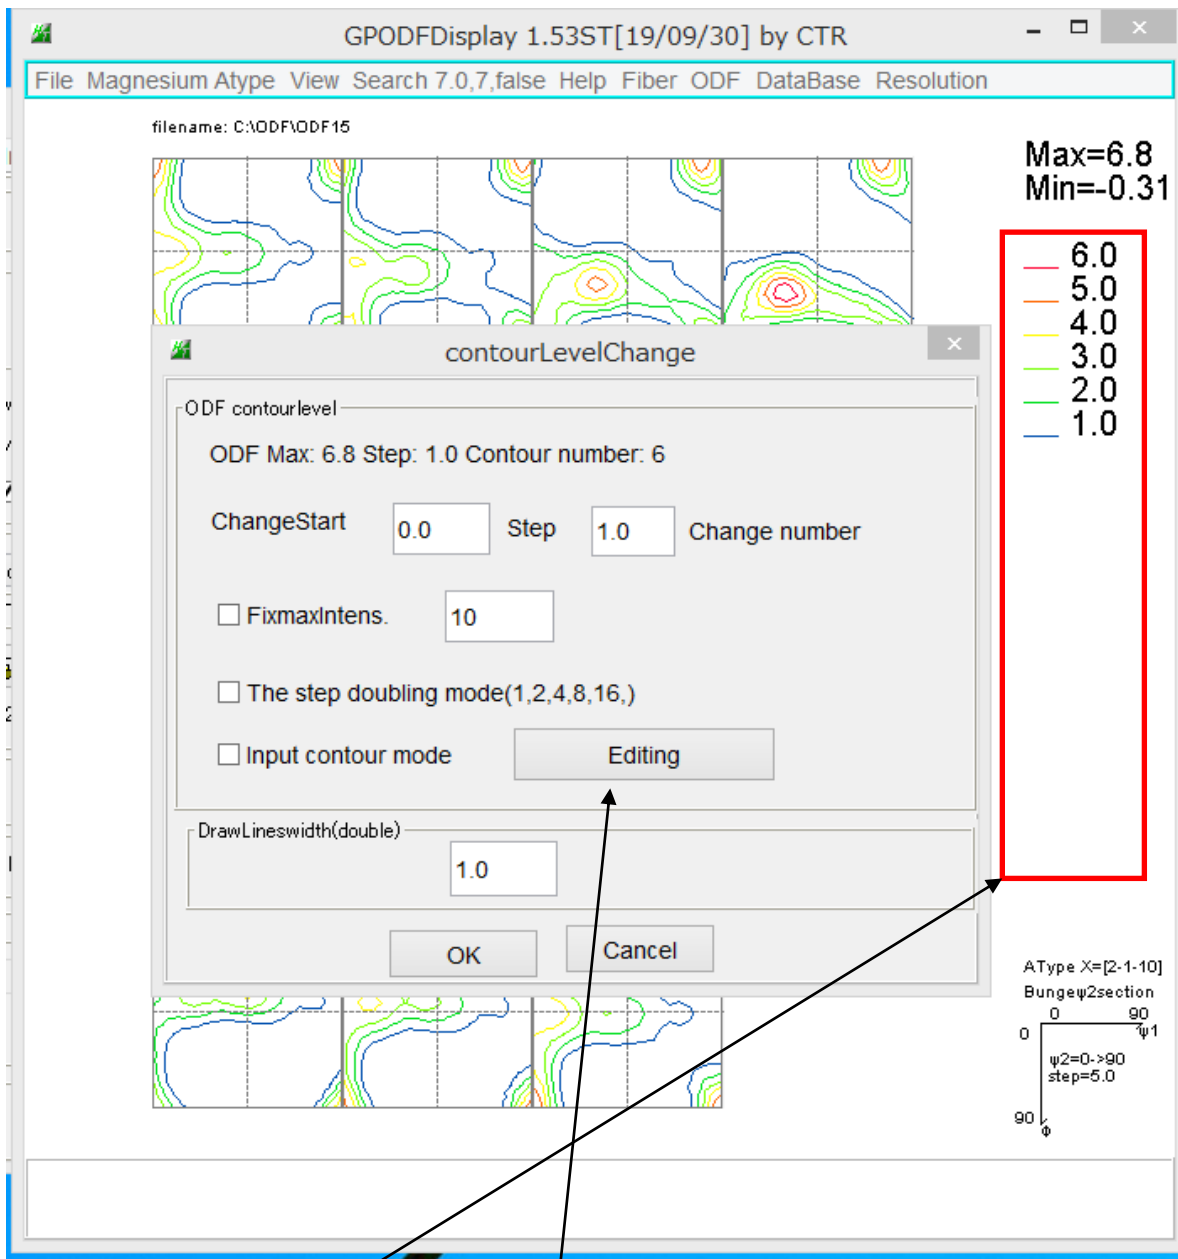 GPODFDisplay 1.53ST[19/09/30] by CTR
File Magnesium Atype View Search 7.0,7,false Help Fiber ODF DataBase Resolution
filename: C:\ODF\ODF15
Max=6.8
Min=-0.31
6.0
5.0
4.0
3.0
2.0
1.0
contourLevelChange
ODF contourlevel
ODF Max: 6.8 Step: 1.0 Contour number: 6
ChangeStart 0.0 Step 1.0 Change number
FixmaxIntens. 10
The step doubling mode(1,2,4,8,16,)
Input contour mode Editing
DrawLineswidth(double)
1.0
OK Cancel
AType X=[2-1-10]
Bungeψ2section
0 90
0 ψ1
ψ2=0->90
step=5.0
90
Φ